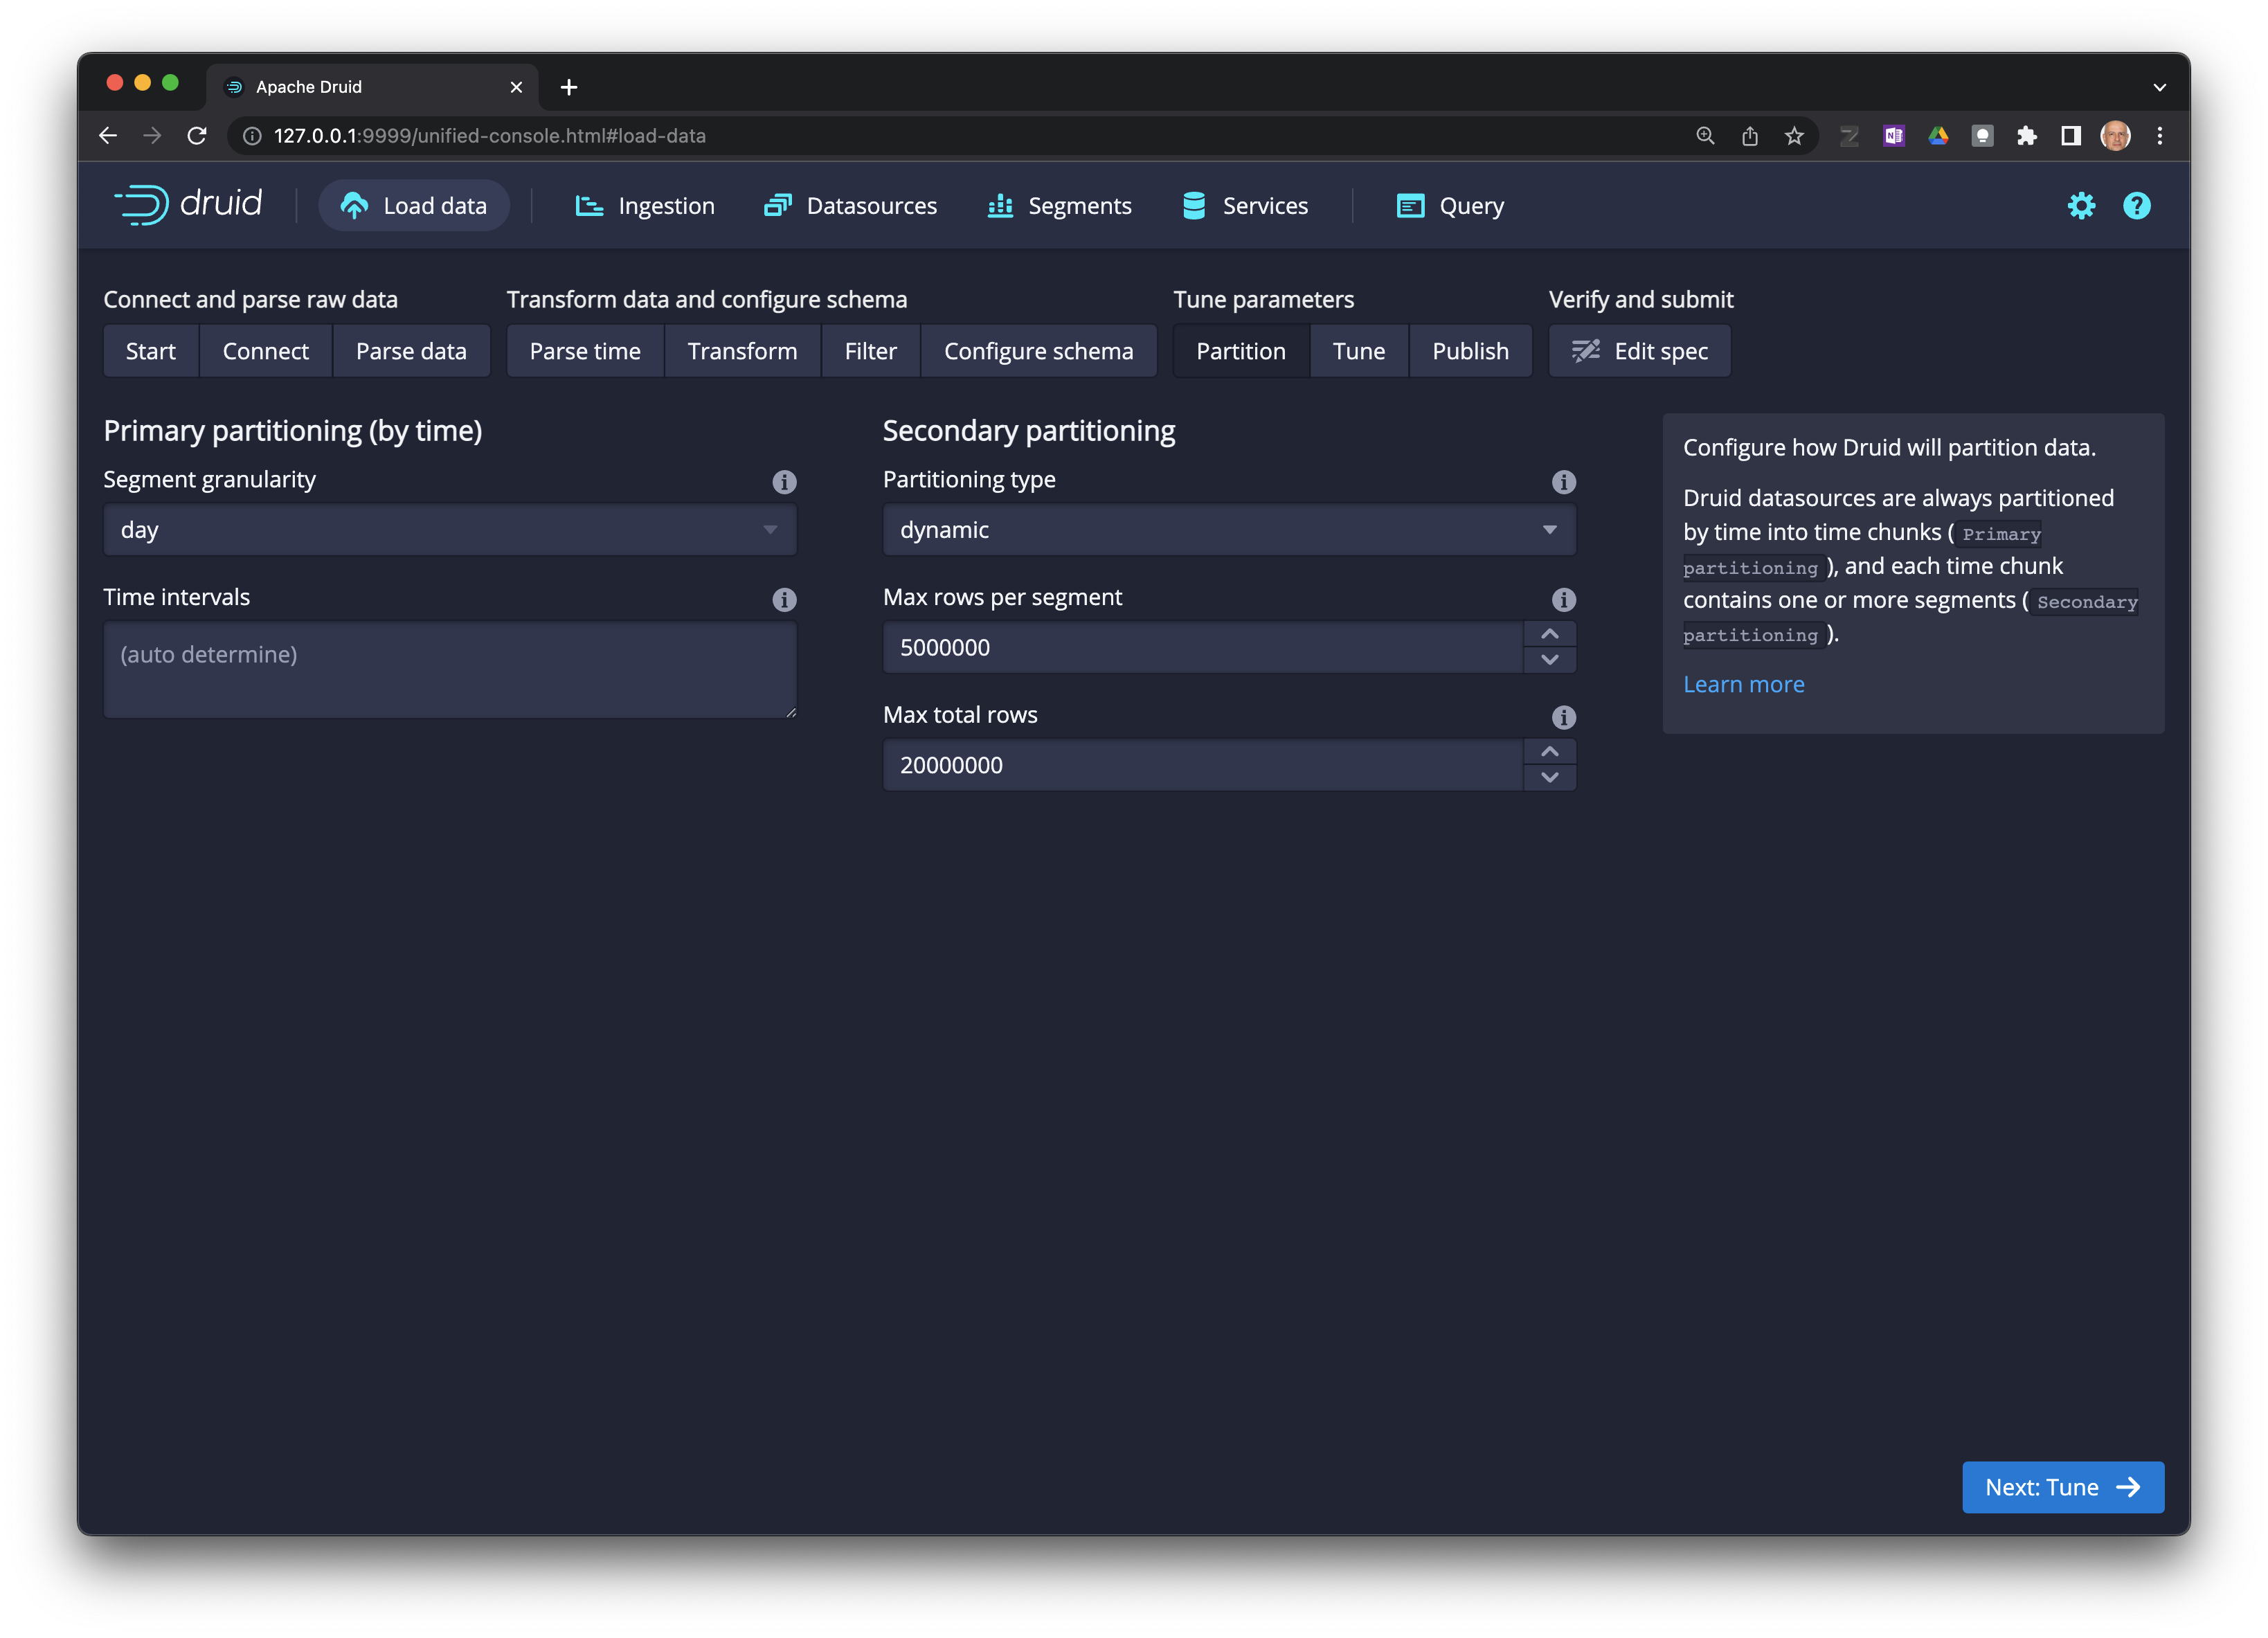 Apache Druid
127.0.0.1:9999/unified-console.html#load-data
druid
Load data
Ingestion
Datasources
Segments
Services
Query
Connect and parse raw data
Transform data and configure schema
Tune parameters
Verify and submit
Start
Connect
Parse data
Parse time
Transform
Filter
Configure schema
Partition
Tune
Publish
Edit spec
Primary partitioning (by time)
Segment granularity
day
Time intervals
(auto determine)
Secondary partitioning
Partitioning type
dynamic
Max rows per segment
5000000
Max total rows
20000000
Configure how Druid will partition data.
Druid datasources are always partitioned
by time into time chunks ( Primary
partitioning ), and each time chunk
contains one or more segments ( Secondary
partitioning ).
Learn more
Next: Tune